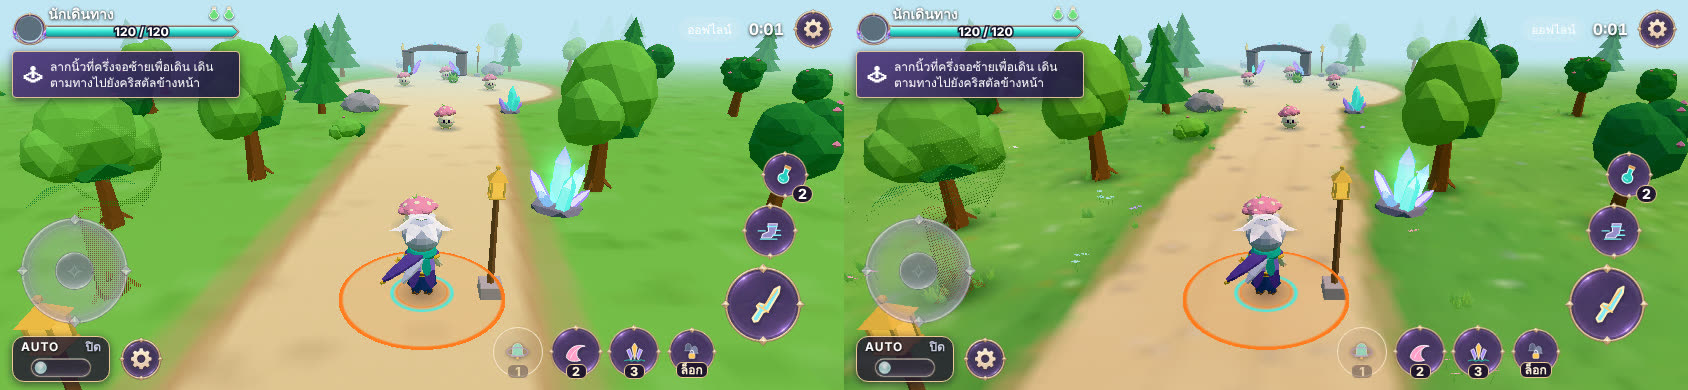 นักเดินทาง
120 / 120
ออฟไลน์
0:01
ลากนิ้วที่ครึ่งจอซ้ายเพื่อเดิน เดิน
ตามทางไปยังคริสตัลข้างหน้า
2
AUTO
ปิด
1
2
3
ล็อก
นักเดินทาง
120 / 120
ออฟไลน์
0:01
ลากนิ้วที่ครึ่งจอซ้ายเพื่อเดิน เดิน
ตามทางไปยังคริสตัลข้างหน้า
2
AUTO
ปิด
1
2
3
ล็อก